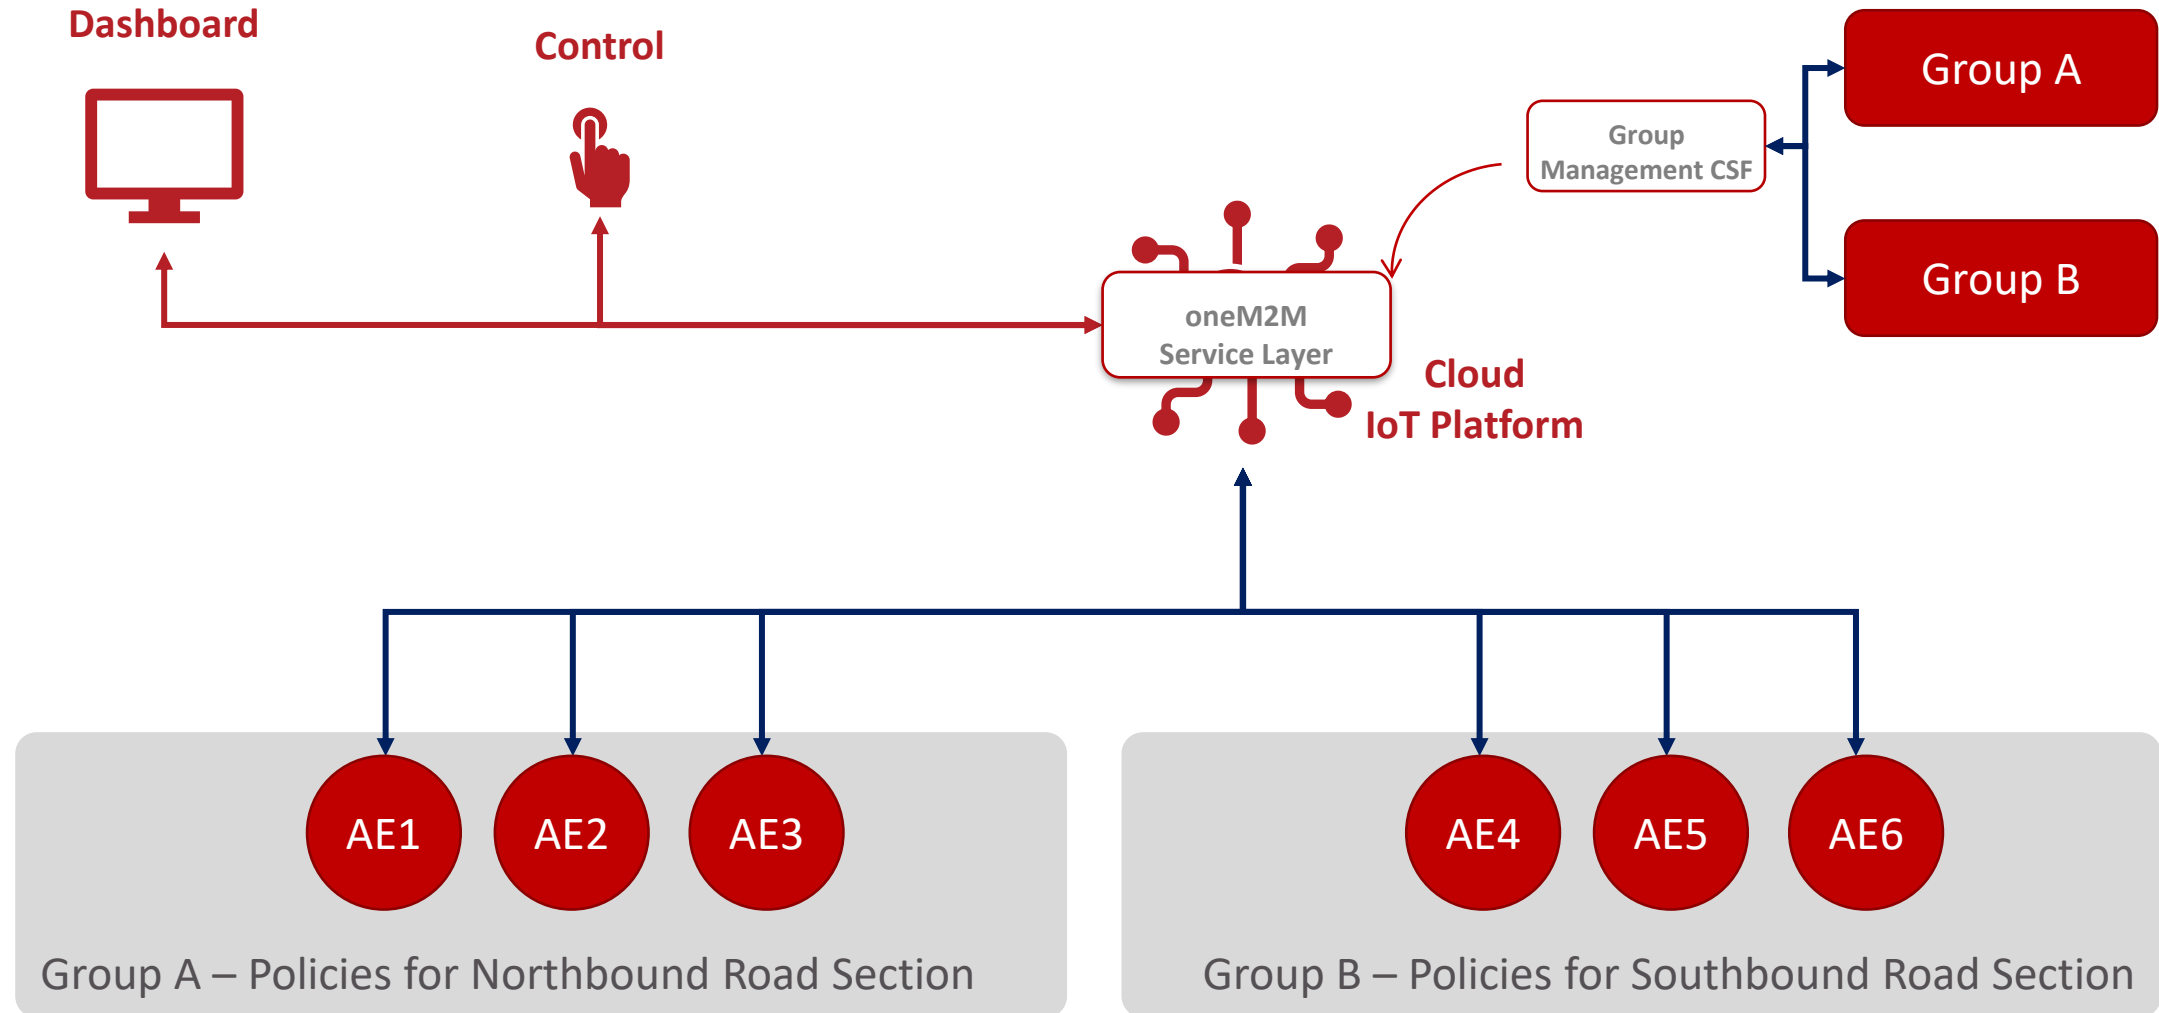 Dashboard
Control
Group A
Group
Management CSF
Group B
oneM2M
Service Layer
Cloud
IoT Platform
AE1
AE2
AE3
AE4
AE5
AE6
Group A – Policies for Northbound Road Section
Group B – Policies for Southbound Road Section